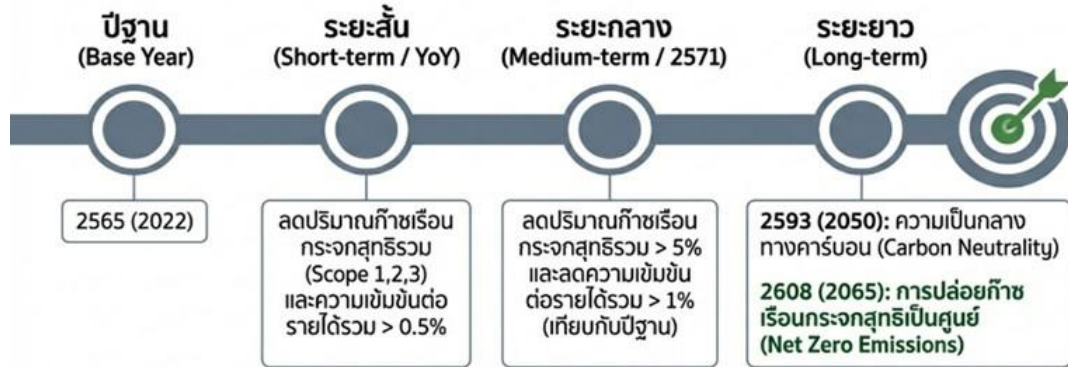 ปีฐาน
(Base Year)
2565 (2022)
ระยะสั้น
(Short-term / YoY)
ลดปริมาณก๊าซเรือน
กระจกสุทธิรวม
(Scope 1,2,3)
และความเข้มข้นต่อ
รายได้รวม > 0.5%
ระยะกลาง
(Medium-term / 2571)
ลดปริมาณก๊าซเรือน
กระจกสุทธิรวม > 5%
และลดความเข้มข้น
ต่อรายได้รวม > 1%
(เทียบกับปีฐาน)
ระยะยาว
(Long-term)
2593 (2050): ความเป็นกลาง
ทางคาร์บอน (Carbon Neutrality)
2608 (2065): การปล่อยก๊าซ
เรือนกระจกสุทธิเป็นศูนย์
(Net Zero Emissions)